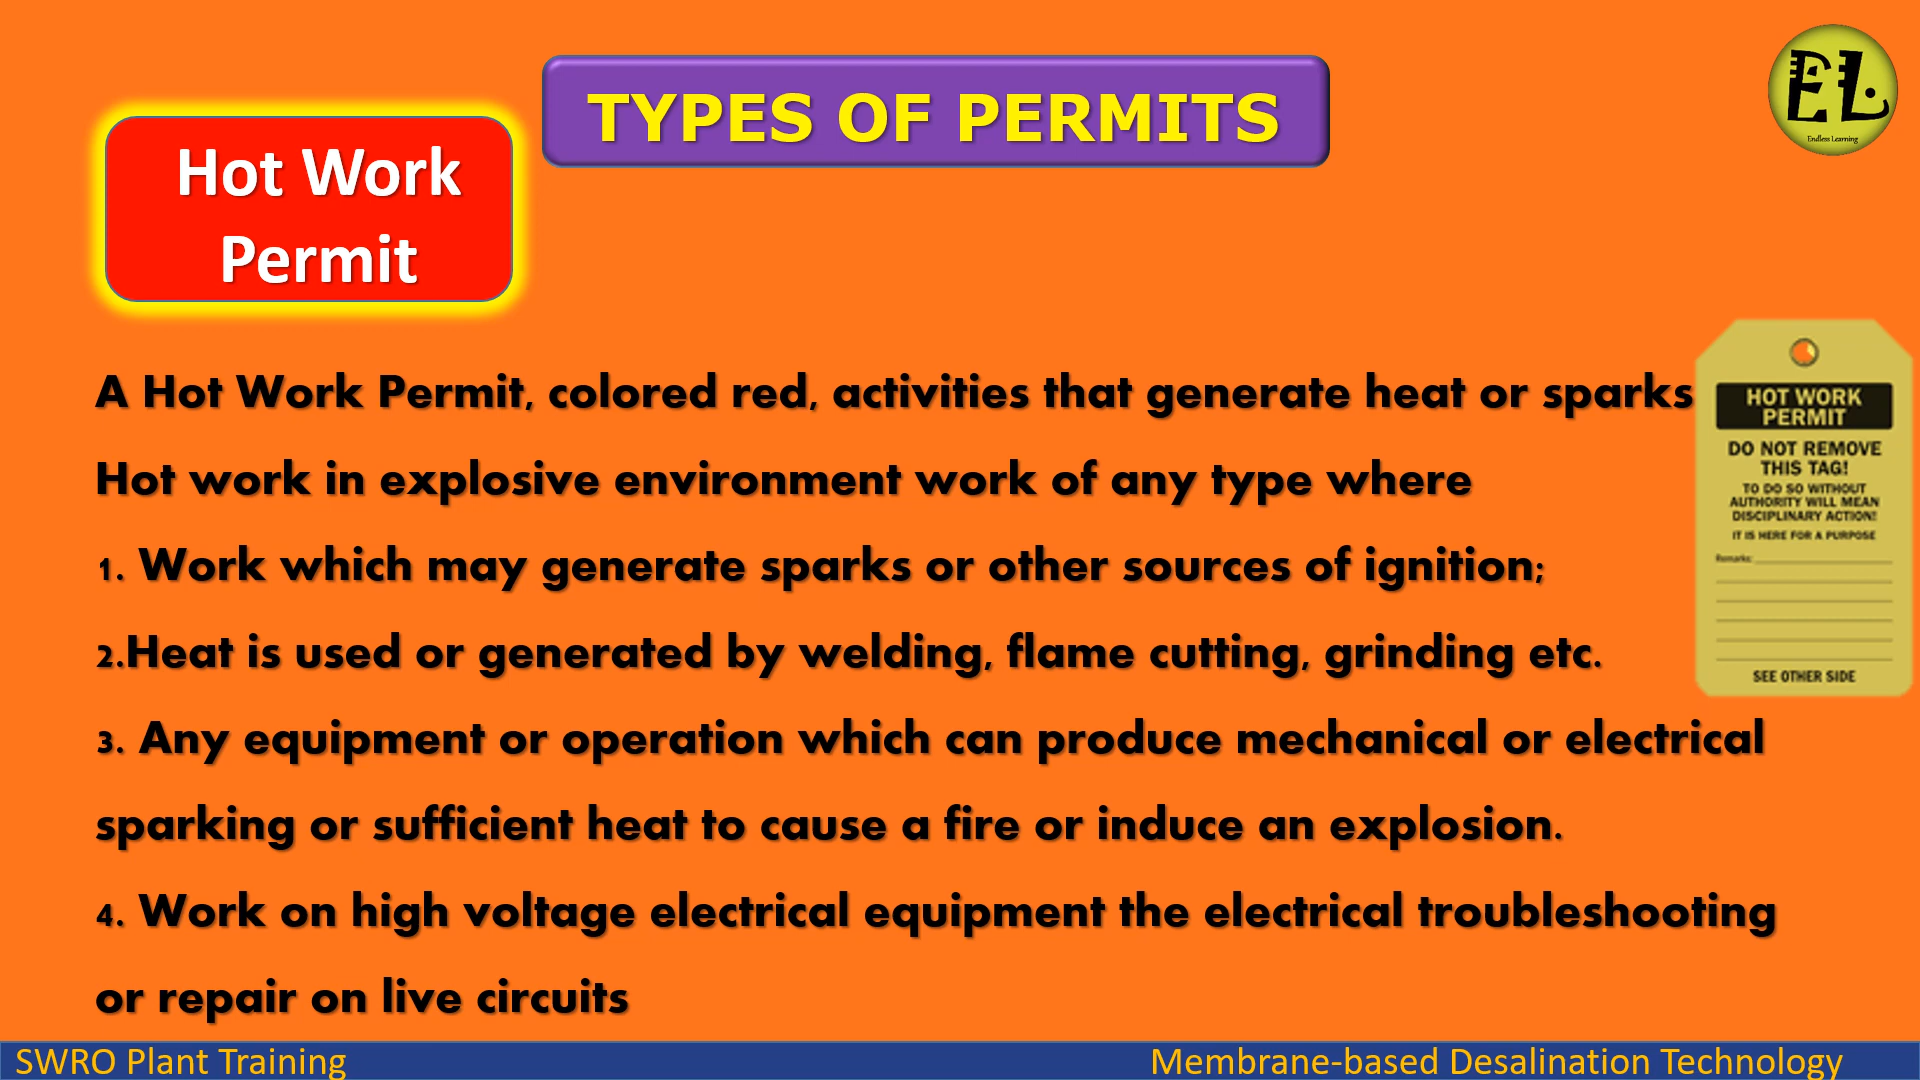 TYPES OF PERMITS
EL
Endless Learning
Hot Work
Permit
A Hot Work Permit, colored red, activities that generate heat or sparks
Hot work in explosive environment work of any type where
1. Work which may generate sparks or other sources of ignition;
2.Heat is used or generated by welding, flame cutting, grinding etc.
3. Any equipment or operation which can produce mechanical or electrical
sparking or sufficient heat to cause a fire or induce an explosion.
4. Work on high voltage electrical equipment the electrical troubleshooting
or repair on live circuits
HOT WORK
PERMIT
DO NOT REMOVE
THIS TAG!
TO DO SO WITHOUT
AUTHORITY WILL MEAN
DISCIPLINARY ACTION!
IT IS HERE FOR A PURPOSE
Remarks:
SEE OTHER SIDE
SWRO Plant Training
Membrane-based Desalination Technology